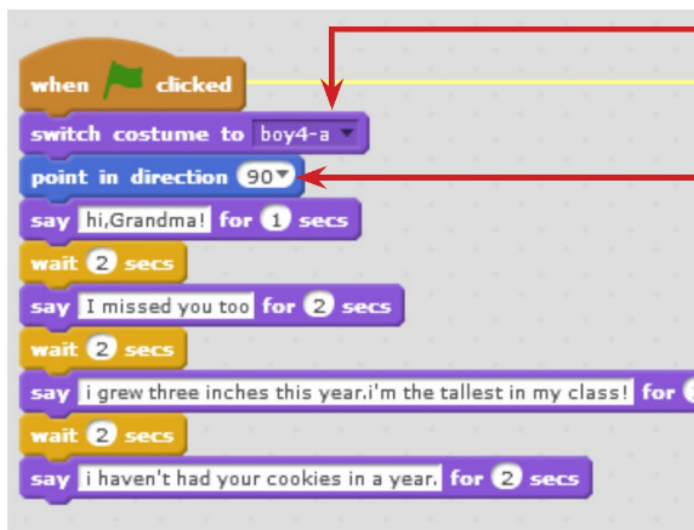 when clicked
switch costume to boy4-a
point in direction 90
say hi,Grandma! for 1 secs
wait 2 secs
say I missed you too for 2 secs
wait 2 secs
say i grew three inches this year.i'm the tallest in my class! for
wait 2 secs
say i haven't had your cookies in a year. for 2 secs